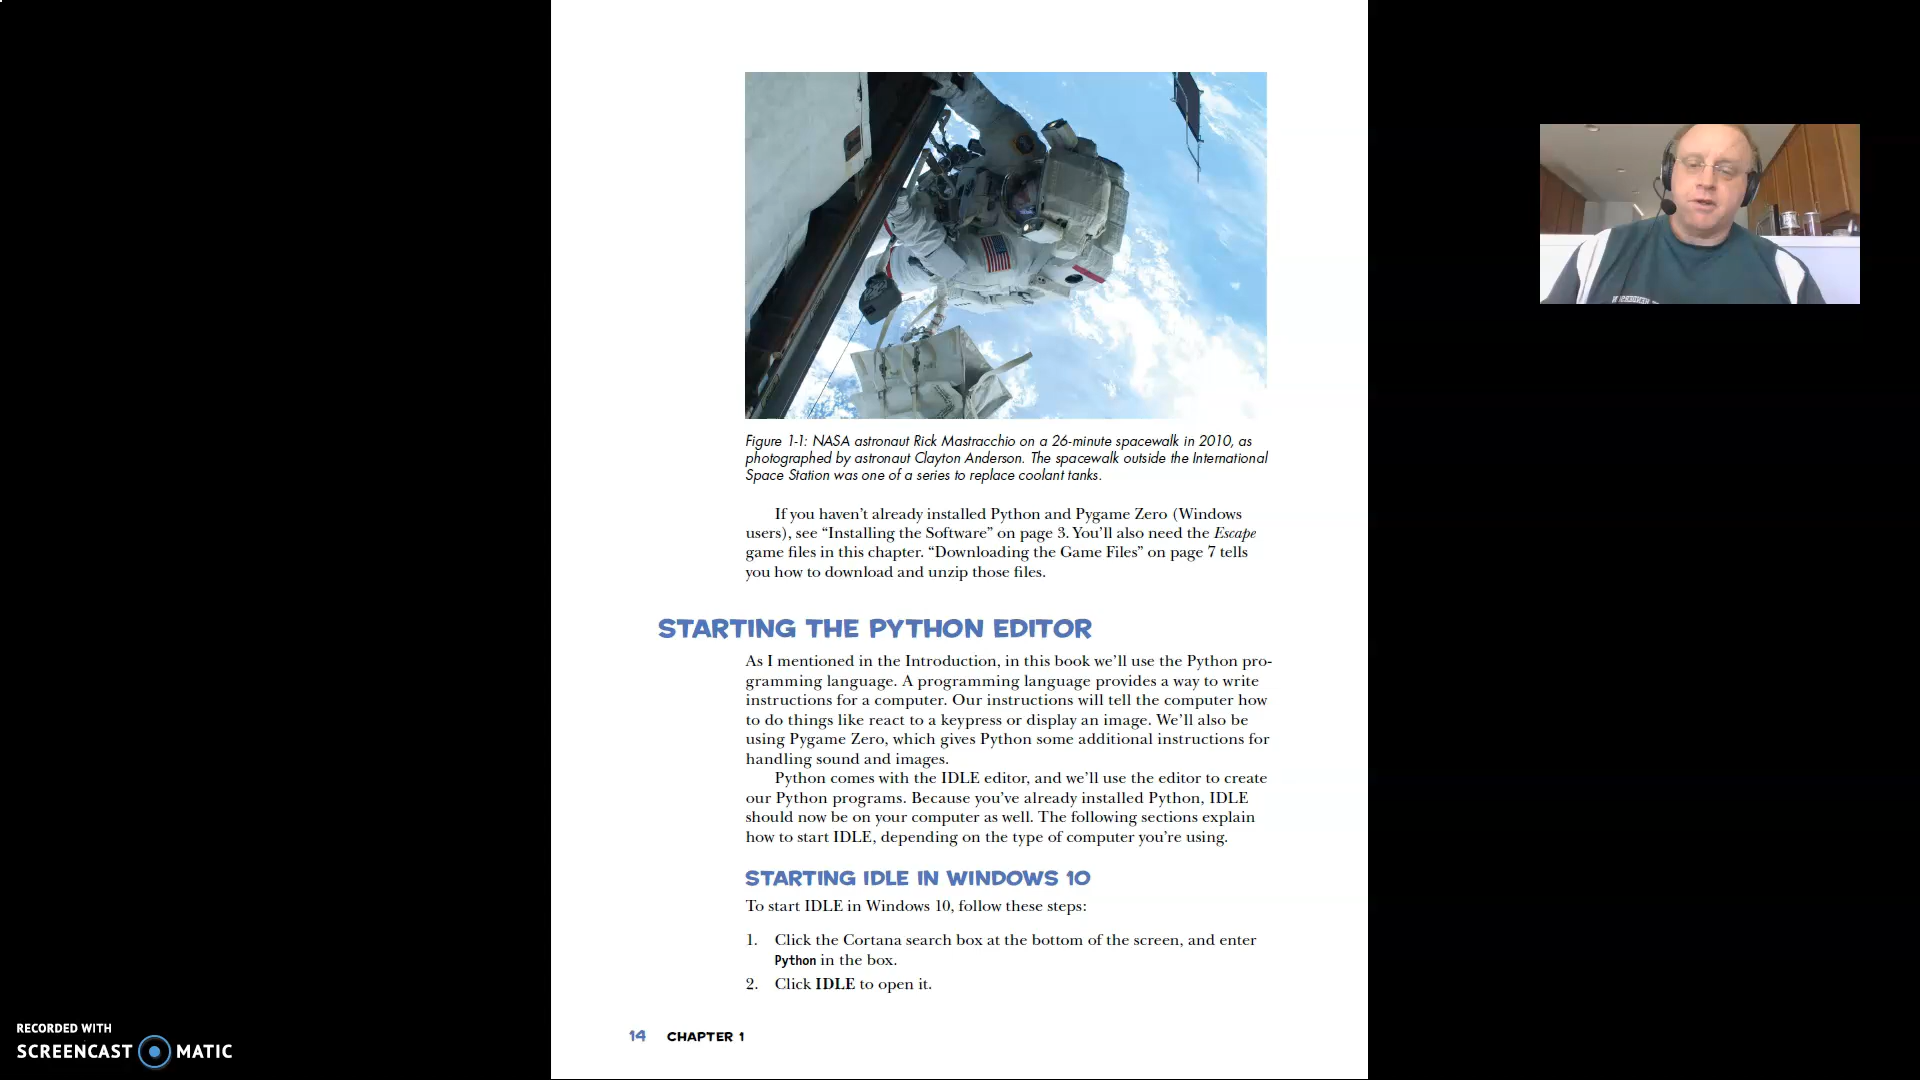 Figure 1-1: NASA astronaut Rick Mastracchio on a 26-minute spacewalk in 2010, as
photographed by astronaut Clayton Anderson. The spacewalk outside the International
Space Station was one of a series to replace coolant tanks.
If you haven’t already installed Python and Pygame Zero (Windows
users), see “Installing the Software” on page 3. You’ll also need the Escape
game files in this chapter. “Downloading the Game Files” on page 7 tells
you how to download and unzip those files.
STARTING THE PYTHON EDITOR
As I mentioned in the Introduction, in this book we’ll use the Python pro-
gramming language. A programming language provides a way to write
instructions for a computer. Our instructions will tell the computer how
to do things like react to a keypress or display an image. We’ll also be
using Pygame Zero, which gives Python some additional instructions for
handling sound and images.
Python comes with the IDLE editor, and we’ll use the editor to create
our Python programs. Because you’ve already installed Python, IDLE
should now be on your computer as well. The following sections explain
how to start IDLE, depending on the type of computer you’re using.
STARTING IDLE IN WINDOWS 10
To start IDLE in Windows 10, follow these steps:
1. Click the Cortana search box at the bottom of the screen, and enter
Python in the box.
2. Click IDLE to open it.
14 CHAPTER 1
RECORDED WITH
SCREENCAST MATIC